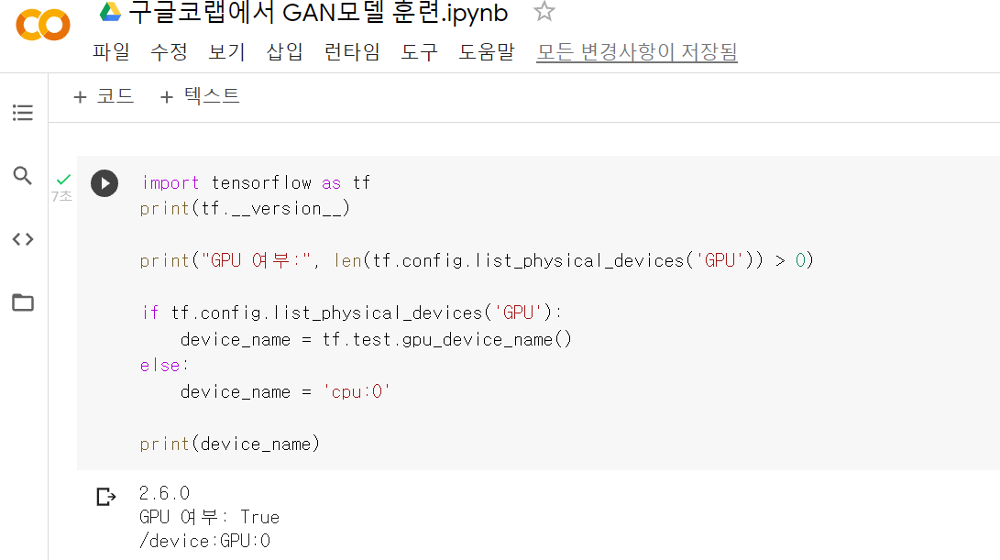 구글코랩에서 GAN모델 훈련.ipynb
파일 수정 보기 삽입 런타임 도구 도움말 모든 변경사항이 저장됨
+ 코드 + 텍스트
7초
import tensorflow as tf
print(tf.__version__)
print("GPU 여부:", len(tf.config.list_physical_devices('GPU')) > 0)
if tf.config.list_physical_devices('GPU'):
    device_name = tf.test.gpu_device_name()
else:
    device_name = 'cpu:0'
print(device_name)
2.6.0
GPU 여부: True
/device:GPU:0